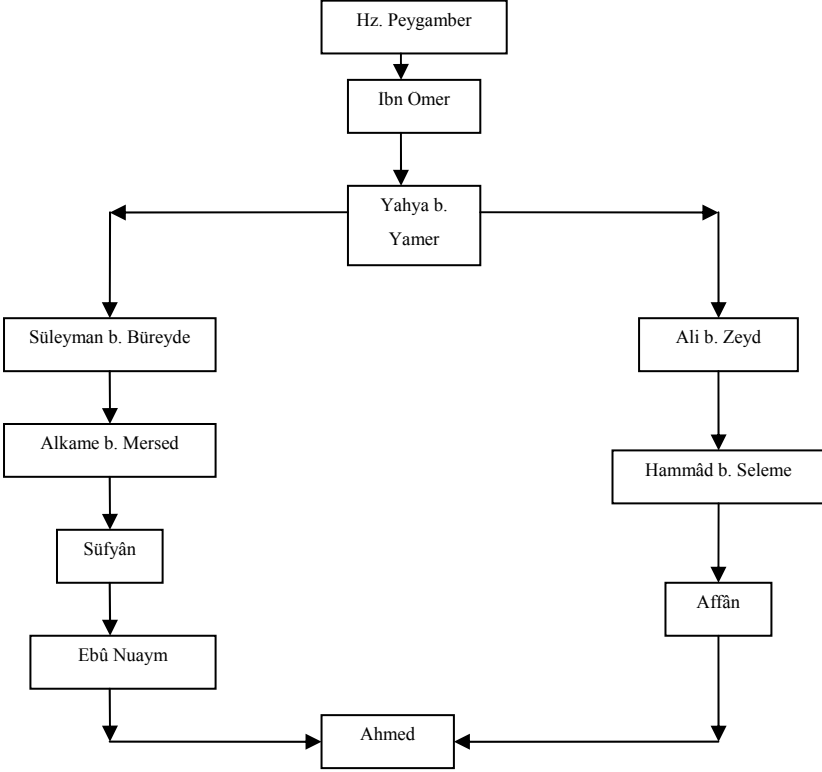 Hz. Peygamber
Ibn Omer
Yahya b.
Yamer
Süleyman b. Büreyde
Ali b. Zeyd
Alkame b. Mersed
Hammâd b. Seleme
Süfyân
Affân
Ebû Nuaym
Ahmed